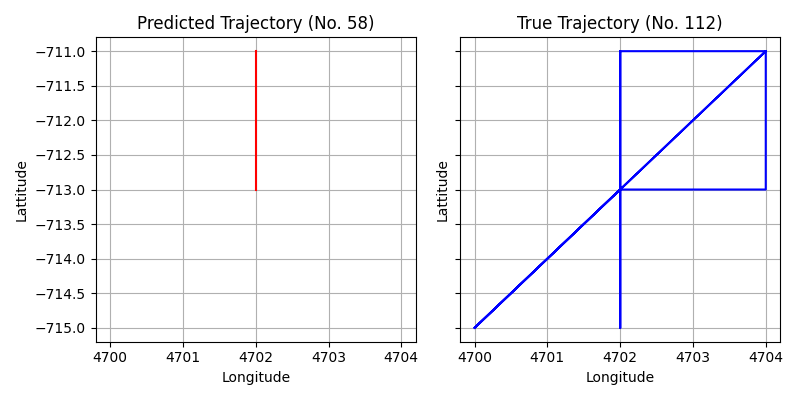 Predicted Trajectory (No. 58)
True Trajectory (No. 112)
−711.0
−711.5
−712.0
−712.5
−713.0
−713.5
−714.0
−714.5
−715.0
Lattitude
Lattitude
4700 4701 4702 4703 4704
4700 4701 4702 4703 4704
Longitude
Longitude